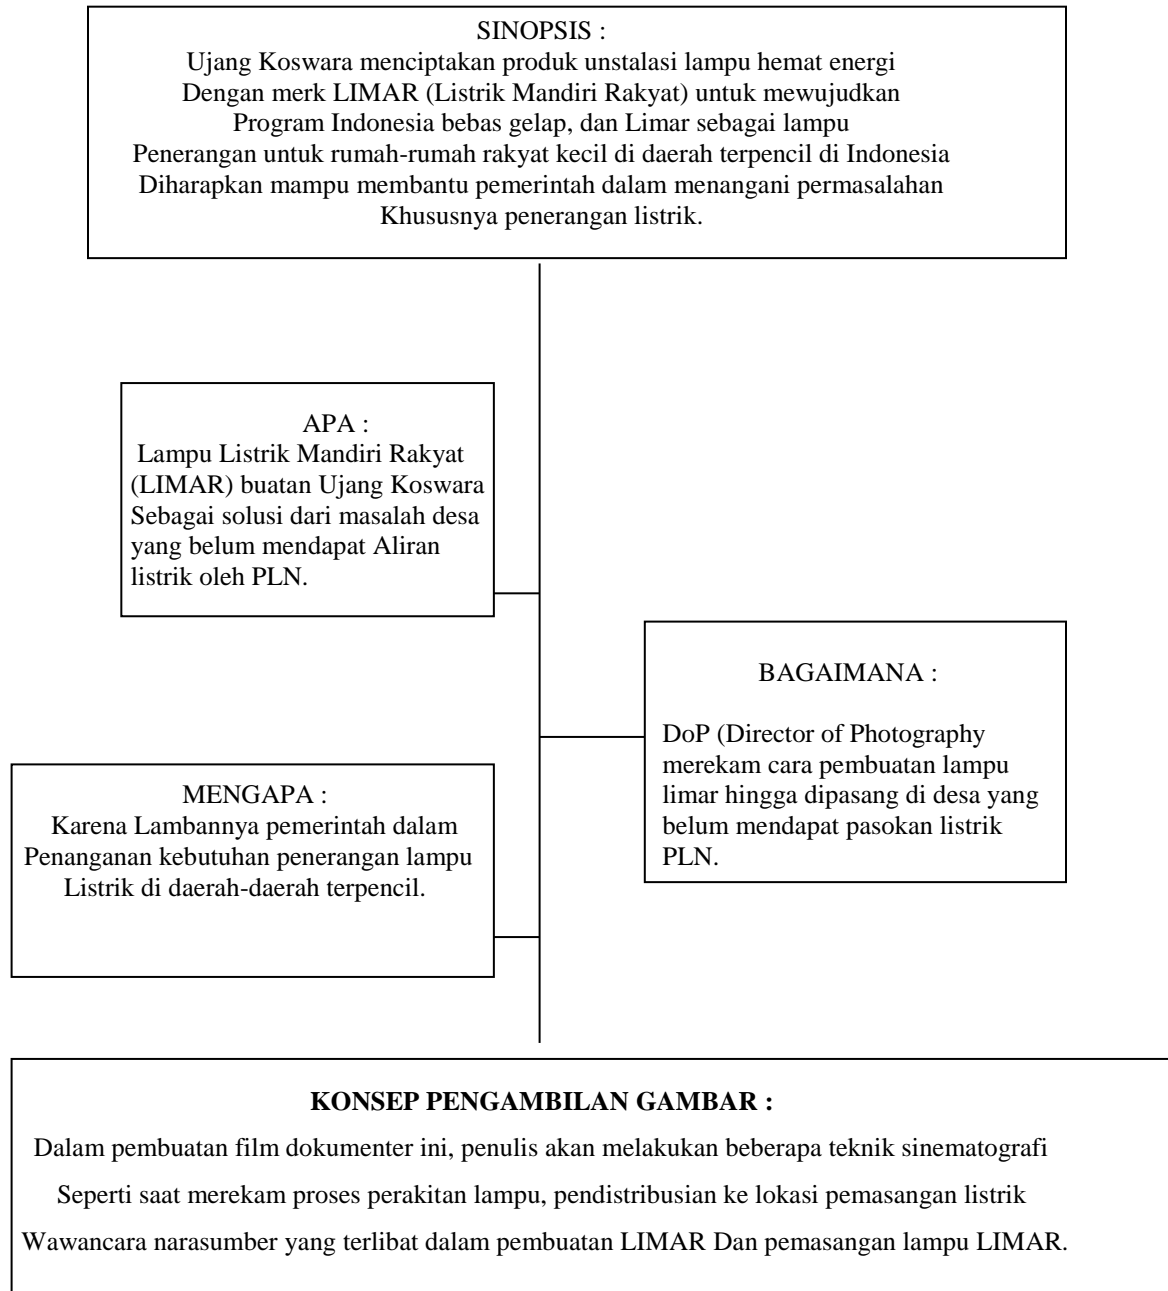 SINOPSIS :
Ujang Koswara menciptakan produk unstalasi lampu hemat energi
Dengan merk LIMAR (Listrik Mandiri Rakyat) untuk mewujudkan
Program Indonesia bebas gelap, dan Limar sebagai lampu
Penerangan untuk rumah-rumah rakyat kecil di daerah terpencil di Indonesia
Diharapkan mampu membantu pemerintah dalam menangani permasalahan
Khususnya penerangan listrik.
APA :
Lampu Listrik Mandiri Rakyat
(LIMAR) buatan Ujang Koswara
Sebagai solusi dari masalah desa
yang belum mendapat Aliran
listrik oleh PLN.
BAGAIMANA :
DoP (Director of Photography
merekam cara pembuatan lampu
limar hingga dipasang di desa yang
belum mendapat pasokan listrik
PLN.
MENGAPA :
Karena Lambannya pemerintah dalam
Penanganan kebutuhan penerangan lampu
Listrik di daerah-daerah terpencil.
KONSEP PENGAMBILAN GAMBAR :
Dalam pembuatan film dokumenter ini, penulis akan melakukan beberapa teknik sinematografi
Seperti saat merekam proses perakitan lampu, pendistribusian ke lokasi pemasangan listrik
Wawancara narasumber yang terlibat dalam pembuatan LIMAR Dan pemasangan lampu LIMAR.